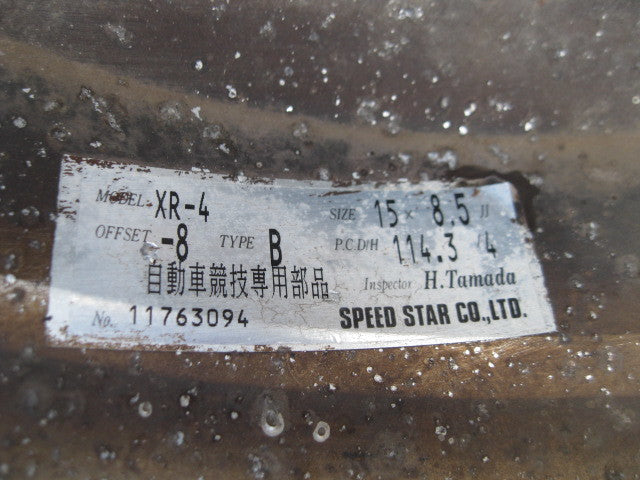 MODEL XR-4 SIZE 15 × 8.5 JJ
OFFSET -8 TYPE B P.C.D/H 114.3 /4
自動車競技専用部品 Inspector H.Tamada
No. 11763094 SPEED STAR CO.,LTD.